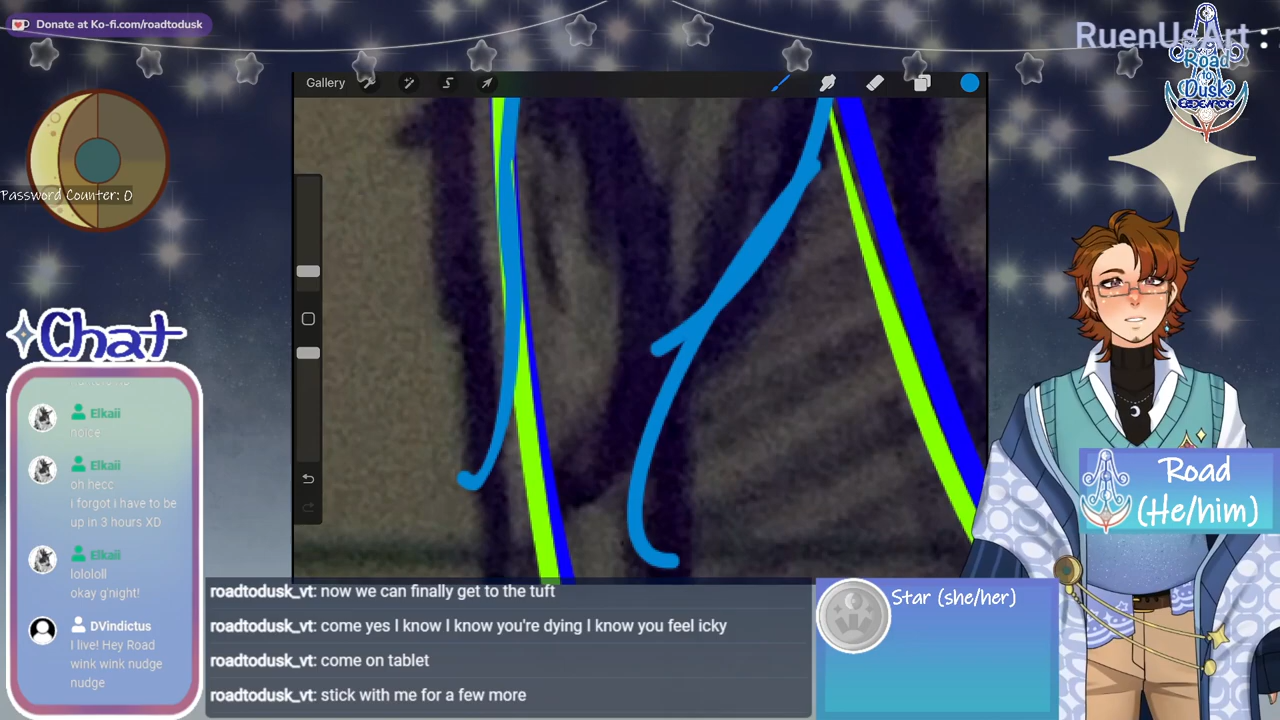 Donate at Ko-fi.com/roadtodusk
RuenUsArt :
Road
to
Dusk
Gallery
Password Counter: 0
Chat
Elkaii
noice
Elkaii
oh hecc
i forgot i have to be
up in 3 hours XD
Elkaii
lolololl
okay g'night!
DVindictus
I live! Hey Road
wink wink nudge
nudge
roadtodusk_vt: now we can finally get to the tuft
roadtodusk_vt: come yes I know I know you're dying I know you feel icky
roadtodusk_vt: come on tablet
roadtodusk_vt: stick with me for a few more
Star (she/her)
Road
(He/him)